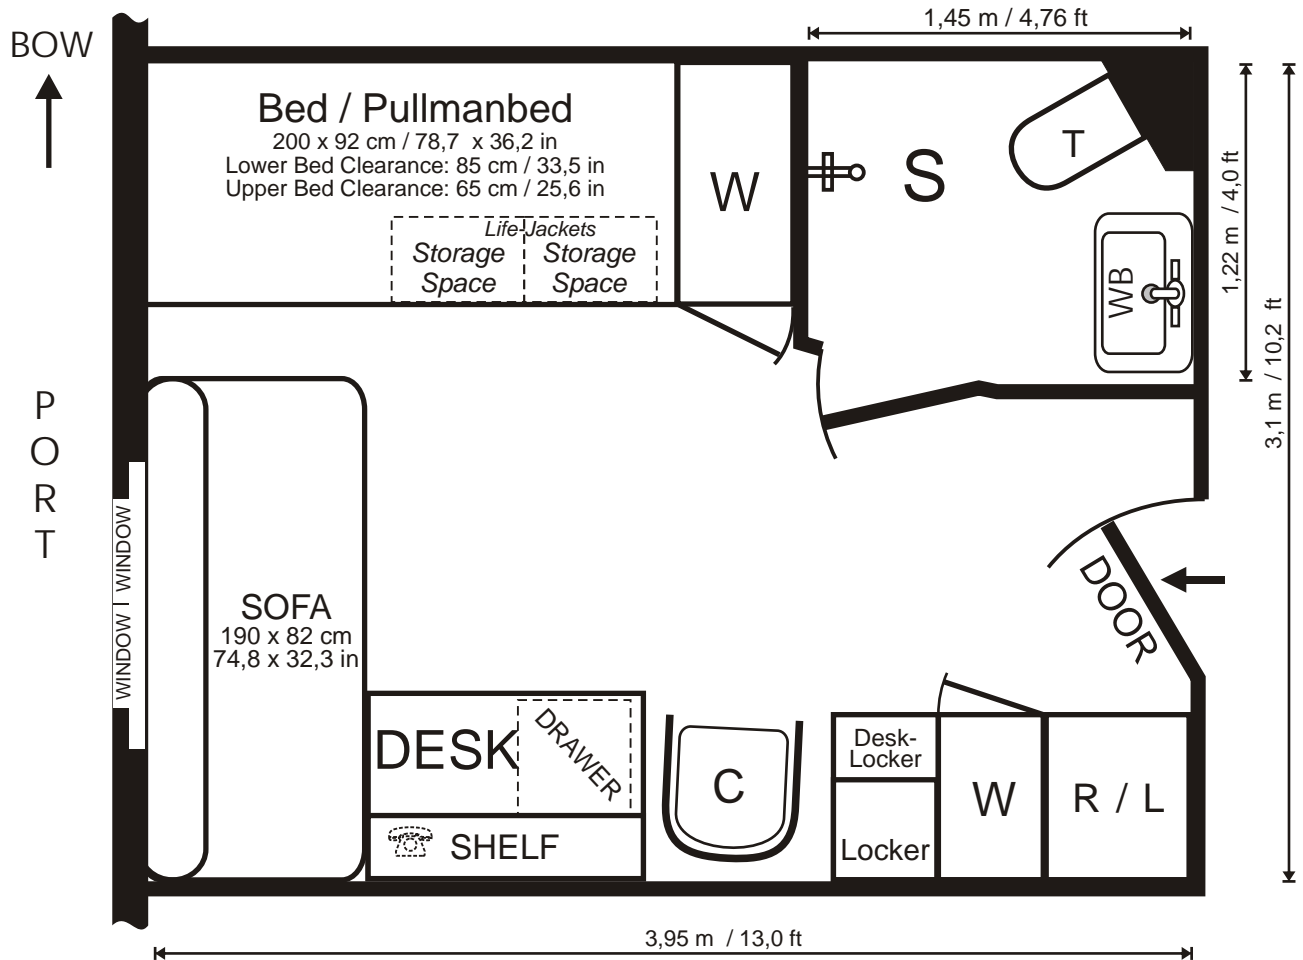 1,45 m / 4,76 ft
BOW
Bed / Pullmanbed
200 x 92 cm / 78,7 x 36,2 in
Lower Bed Clearance: 85 cm / 33,5 in
Upper Bed Clearance: 65 cm / 25,6 in
Life-Jackets
Storage
Space
Storage
Space
W
S
T
WB
1,22 m / 4,0 ft
3,1 m / 10,2 ft
P
O
R
T
WINDOW I WINDOW
SOFA
190 x 82 cm
74,8 x 32,3 in
DOOR
DESK
DRAWER
SHELF
C
Desk-
Locker
Locker
W
R / L
3,95 m / 13,0 ft